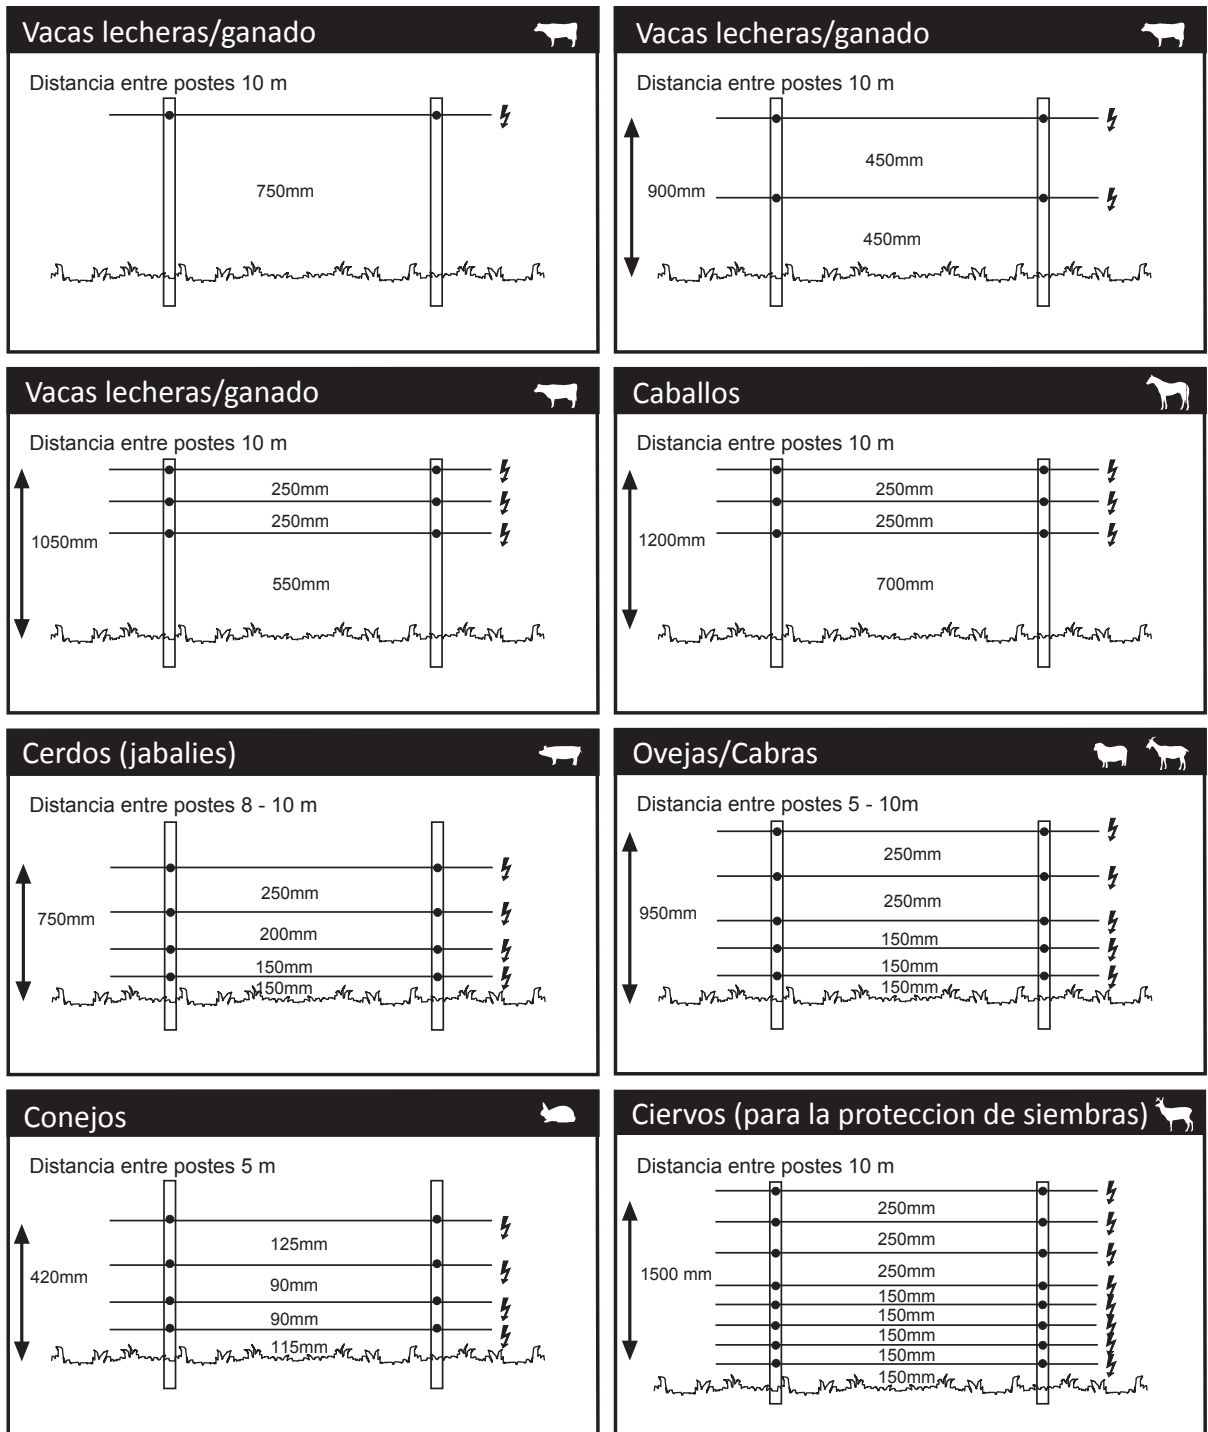 Vacas lecheras/ganado
Distancia entre postes 10 m
750mm
Vacas lecheras/ganado
Distancia entre postes 10 m
450mm
900mm
450mm
Vacas lecheras/ganado
Distancia entre postes 10 m
250mm
250mm
1050mm
550mm
Caballos
Distancia entre postes 10 m
250mm
250mm
1200mm
700mm
Cerdos (jabalies)
Distancia entre postes 8 - 10 m
250mm
750mm
200mm
150mm
150mm
Ovejas/Cabras
Distancia entre postes 5 - 10m
250mm
250mm
950mm
150mm
150mm
150mm
Conejos
Distancia entre postes 5 m
125mm
420mm
90mm
90mm
115mm
Ciervos (para la proteccion de siembras)
Distancia entre postes 10 m
250mm
250mm
250mm
1500 mm
150mm
150mm
150mm
150mm
150mm